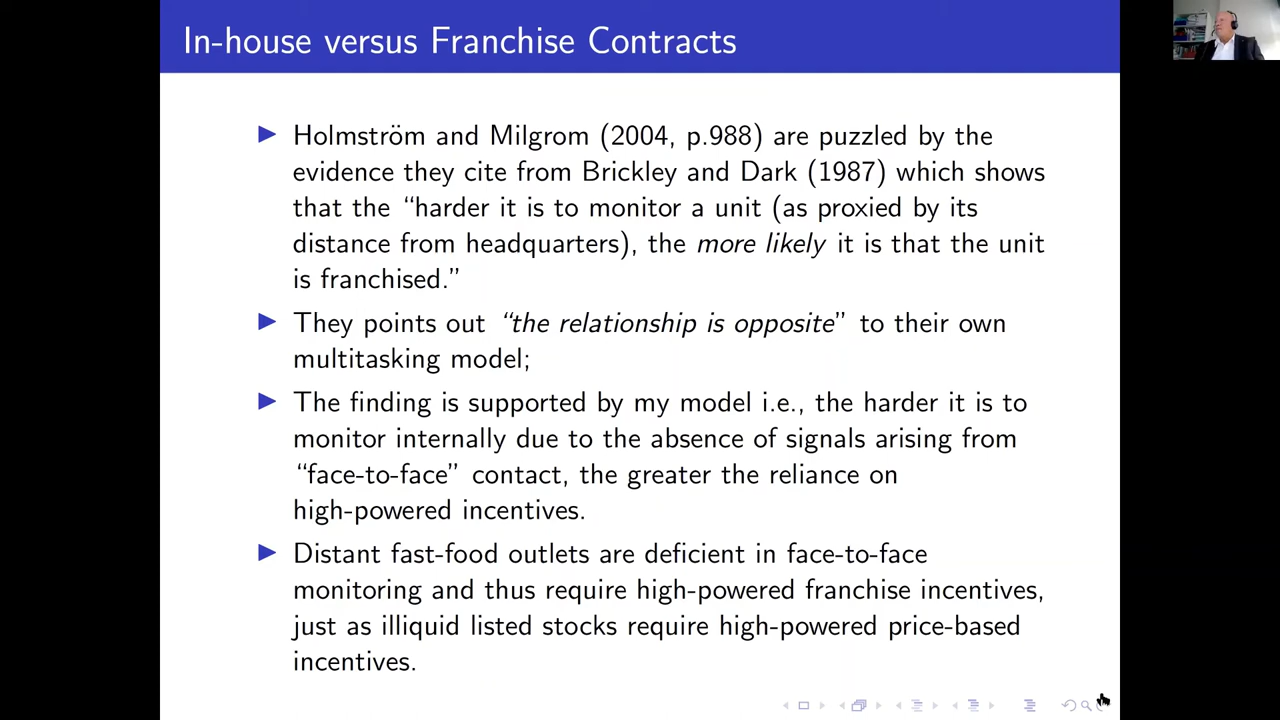 In-house versus Franchise Contracts
Holmström and Milgrom (2004, p.988) are puzzled by the
evidence they cite from Brickley and Dark (1987) which shows
that the “harder it is to monitor a unit (as proxied by its
distance from headquarters), the more likely it is that the unit
is franchised.”
They points out “the relationship is opposite” to their own
multitasking model;
The finding is supported by my model i.e., the harder it is to
monitor internally due to the absence of signals arising from
“face-to-face” contact, the greater the reliance on
high-powered incentives.
Distant fast-food outlets are deficient in face-to-face
monitoring and thus require high-powered franchise incentives,
just as illiquid listed stocks require high-powered price-based
incentives.